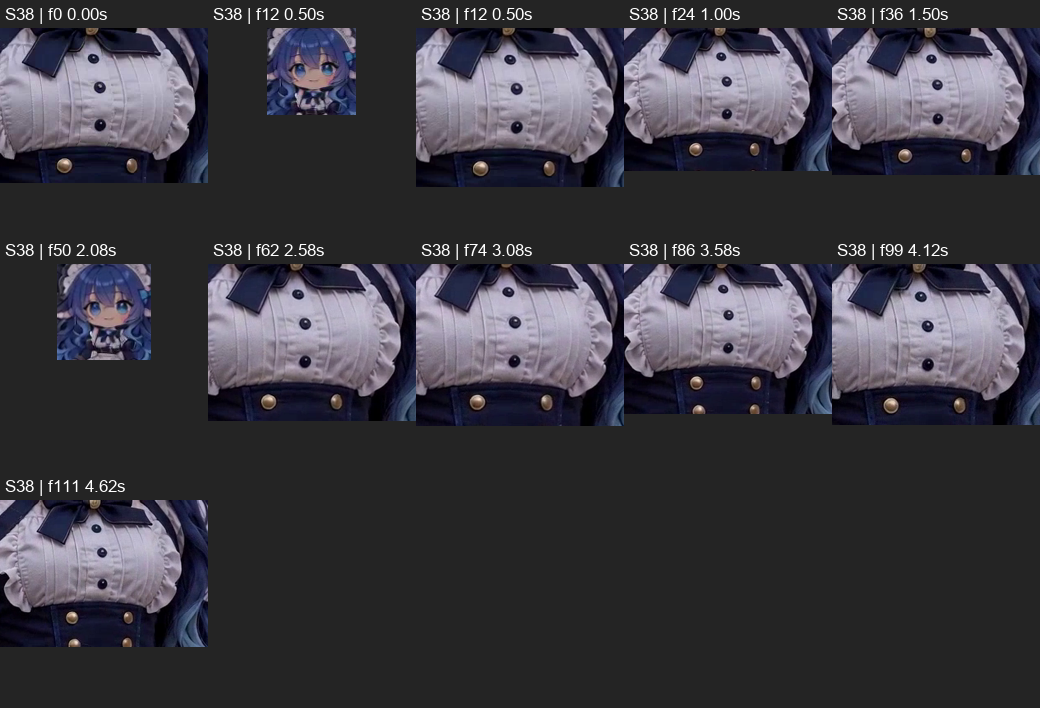 S38 | f0 0.00s
S38 | f12 0.50s
S38 | f12 0.50s
S38 | f24 1.00s
S38 | f36 1.50s
S38 | f50 2.08s
S38 | f62 2.58s
S38 | f74 3.08s
S38 | f86 3.58s
S38 | f99 4.12s
S38 | f111 4.62s